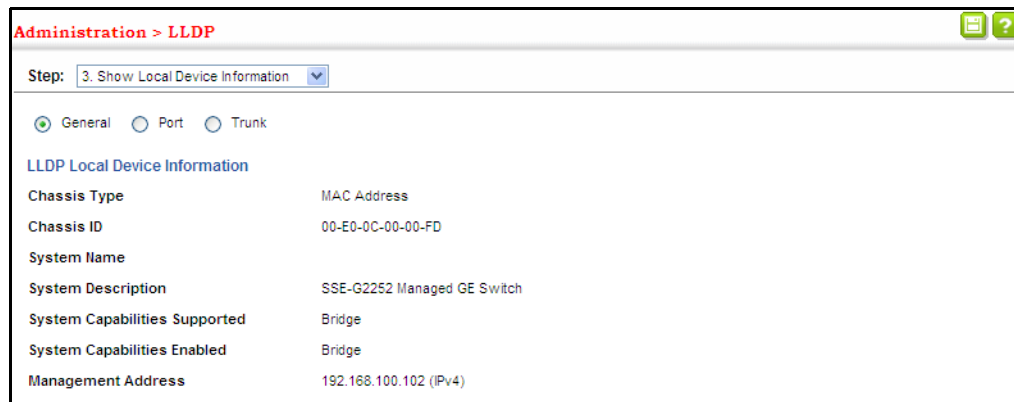 Administration > LLDP
?
Step: 3. Show Local Device Information
General Port Trunk
LLDP Local Device Information
Chassis Type MAC Address
Chassis ID 00-E0-0C-00-00-FD
System Name
System Description SSE-G2252 Managed GE Switch
System Capabilities Supported Bridge
System Capabilities Enabled Bridge
Management Address 192.168.100.102 (IPv4)